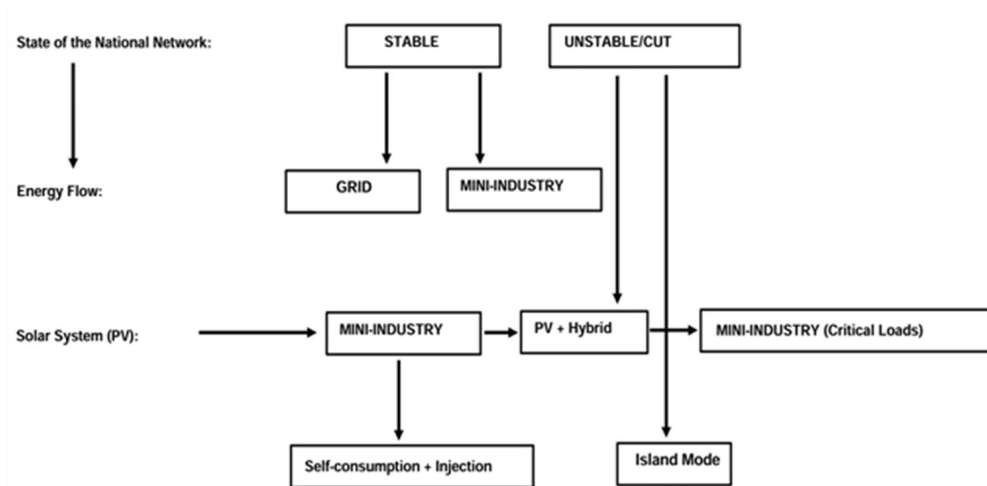 State of the National Network:
STABLE
UNSTABLE/CUT
Energy Flow:
GRID
MINI-INDUSTRY
Solar System (PV):
MINI-INDUSTRY
PV + Hybrid
MINI-INDUSTRY (Critical Loads)
Self-consumption + Injection
Island Mode